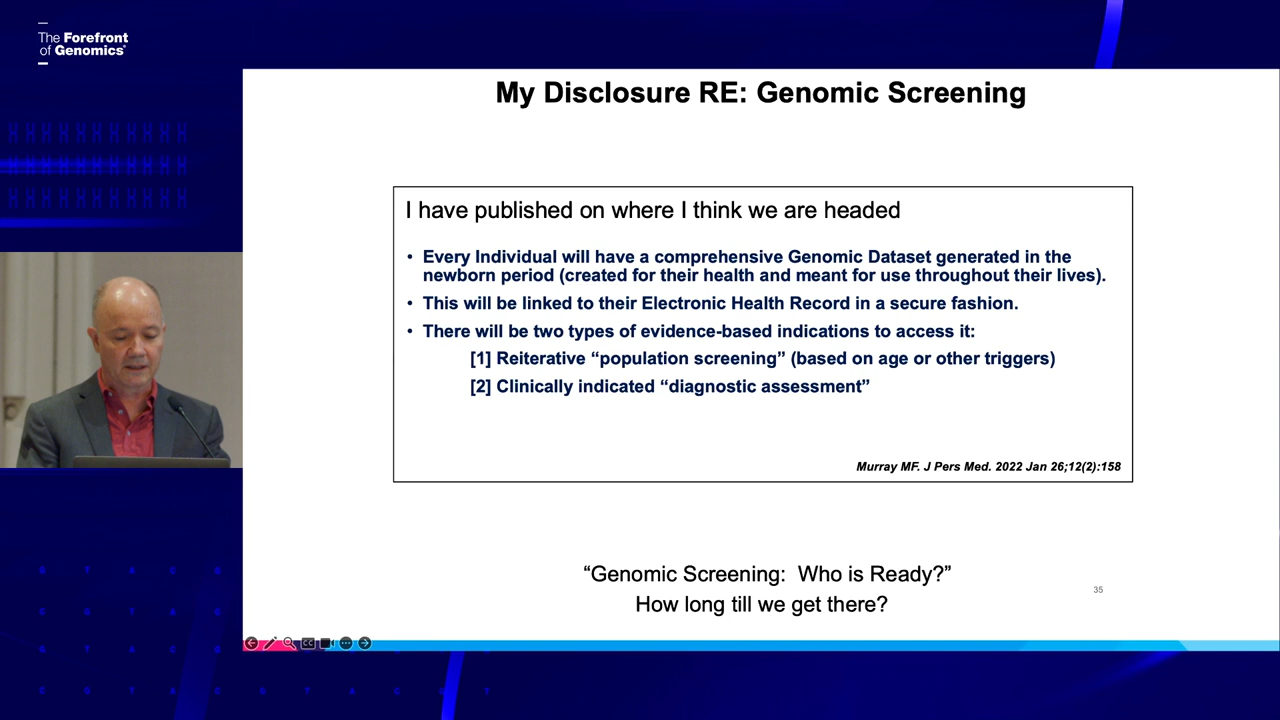 The Forefront
of Genomics®
My Disclosure RE: Genomic Screening
I have published on where I think we are headed
• Every Individual will have a comprehensive Genomic Dataset generated in the
newborn period (created for their health and meant for use throughout their lives).
• This will be linked to their Electronic Health Record in a secure fashion.
• There will be two types of evidence-based indications to access it:
[1] Reiterative “population screening” (based on age or other triggers)
[2] Clinically indicated “diagnostic assessment”
Murray MF. J Pers Med. 2022 Jan 26;12(2):158
“Genomic Screening: Who is Ready?”
How long till we get there?
35
CC